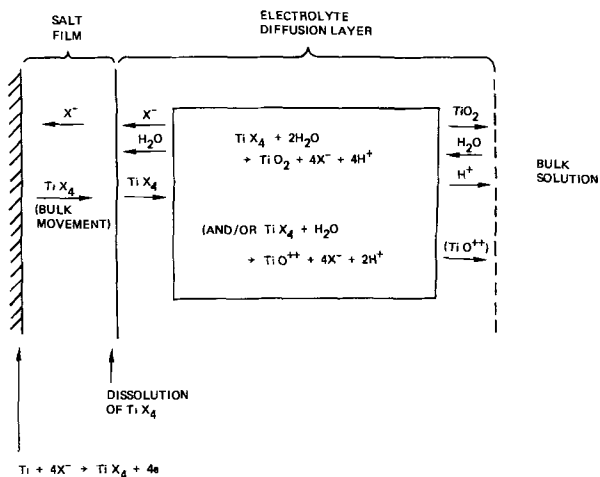 SALT
FILM
ELECTROLYTE
DIFFUSION LAYER
X⁻
X⁻
H₂O
TiX₄
(BULK
MOVEMENT)
TiX₄
TiX₄ + 2H₂O
→ TiO₂ + 4X⁻ + 4H⁺
(AND/OR TiX₄ + H₂O
→ TiO⁺⁺ + 4X⁻ + 2H⁺
TiO₂
H₂O
H⁺
(TiO⁺⁺)
BULK
SOLUTION
DISSOLUTION
OF TiX₄
Ti + 4X⁻ → TiX₄ + 4e